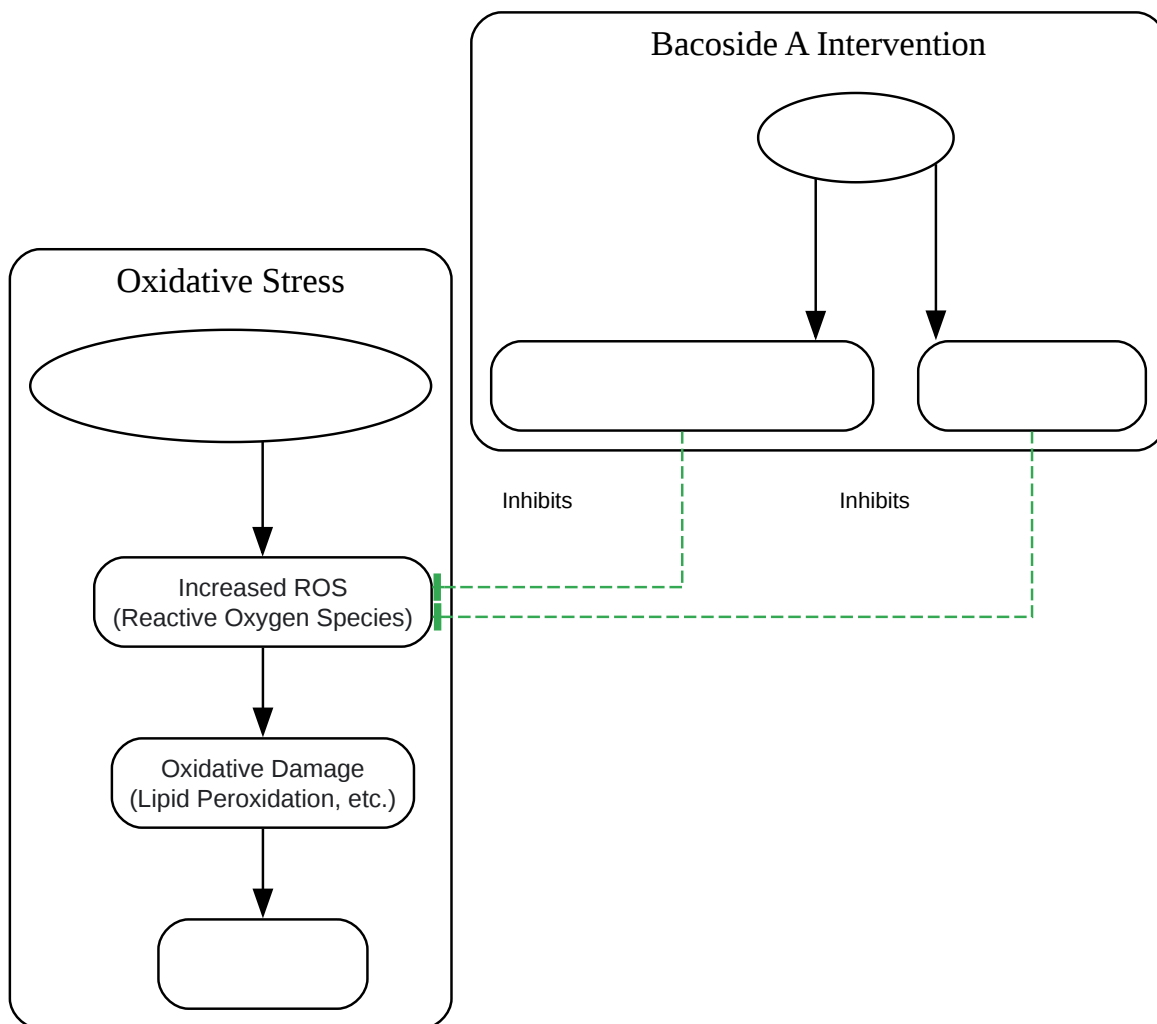 Bacoside A Intervention
Oxidative Stress
Inhibits
Inhibits
Increased ROS
(Reactive Oxygen Species)
Oxidative Damage
(Lipid Peroxidation, etc.)